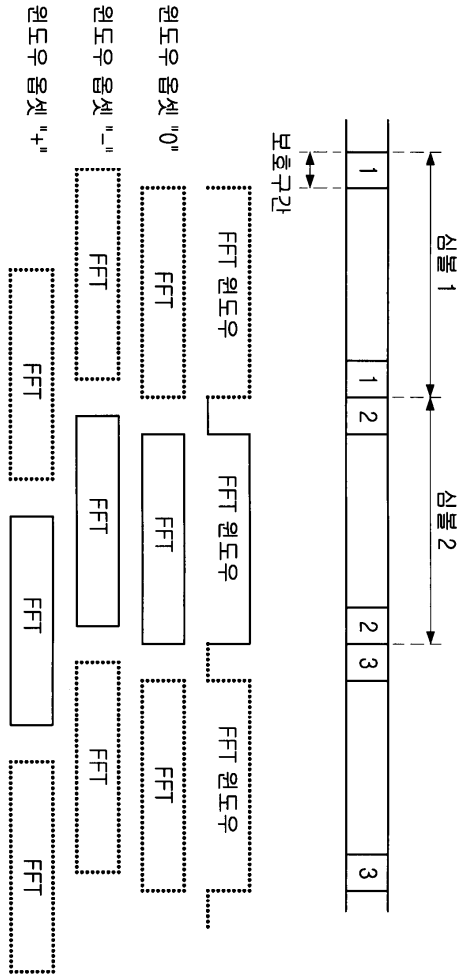 심볼 1
심볼 2
1
1
2
2
3
3
보호구간
FFT 윈도우
FFT 윈도우
FFT 윈도우
윈도우 옵셋 "0"
FFT
FFT
FFT
윈도우 옵셋 "-"
FFT
FFT
FFT
윈도우 옵셋 "+"
FFT
FFT
FFT